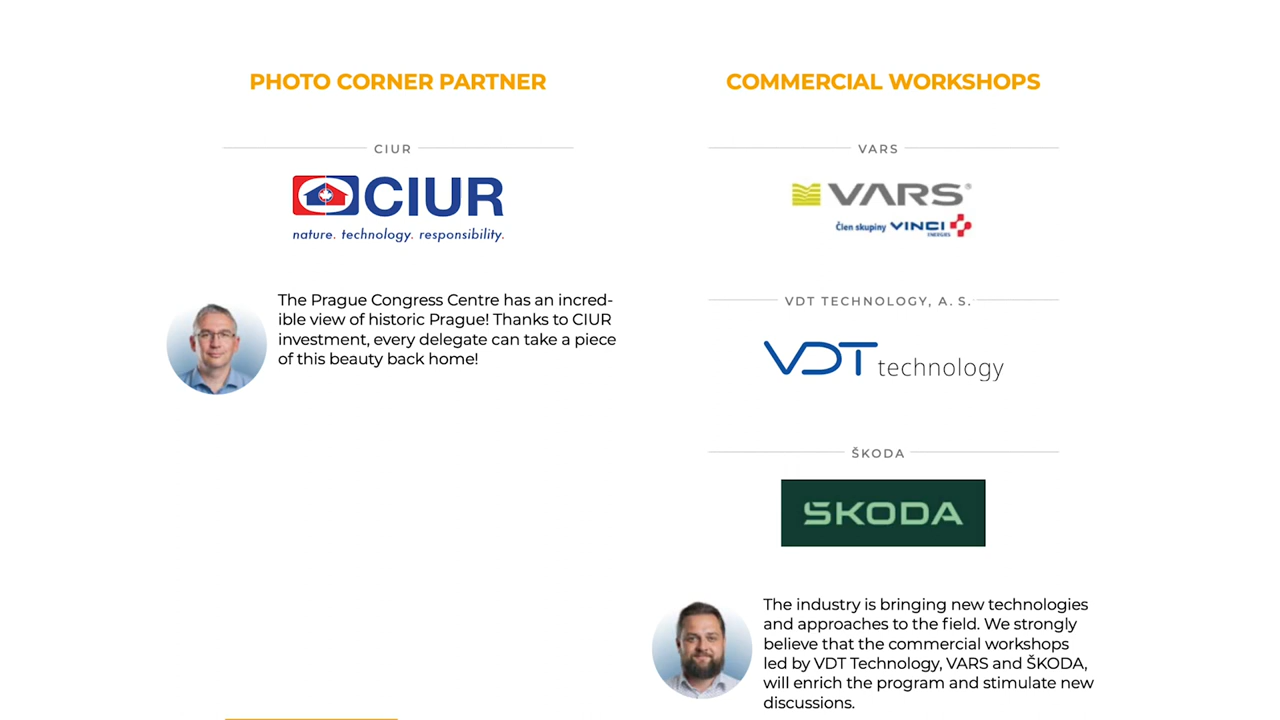 PHOTO CORNER PARTNER
CIUR
CIUR
nature. technology. responsibility.
The Prague Congress Centre has an incred-
ible view of historic Prague! Thanks to CIUR
investment, every delegate can take a piece
of this beauty back home!
COMMERCIAL WORKSHOPS
VARS
VARS®
Člen skupiny VINCI
ENERGIES
VDT TECHNOLOGY, A. S.
VDT technology
ŠKODA
ŠKODA
The industry is bringing new technologies
and approaches to the field. We strongly
believe that the commercial workshops
led by VDT Technology, VARS and ŠKODA,
will enrich the program and stimulate new
discussions.